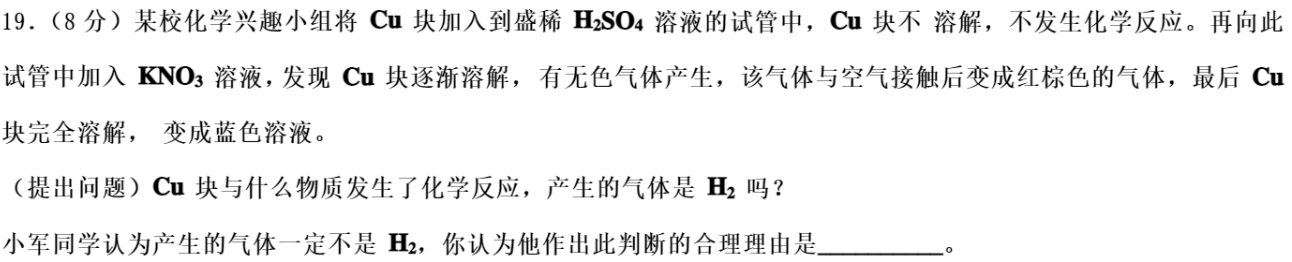 19.（8 分）某校化学兴趣小组将 Cu 块加入到盛稀 H₂SO₄ 溶液的试管中，Cu 块不 溶解，不发生化学反应。再向此
试管中加入 KNO₃ 溶液，发现 Cu 块逐渐溶解，有无色气体产生，该气体与空气接触后变成红棕色的气体，最后 Cu
块完全溶解， 变成蓝色溶液。
（提出问题）Cu 块与什么物质发生了化学反应，产生的气体是 H₂ 吗？
小军同学认为产生的气体一定不是 H₂，你认为他作出此判断的合理理由是__________。